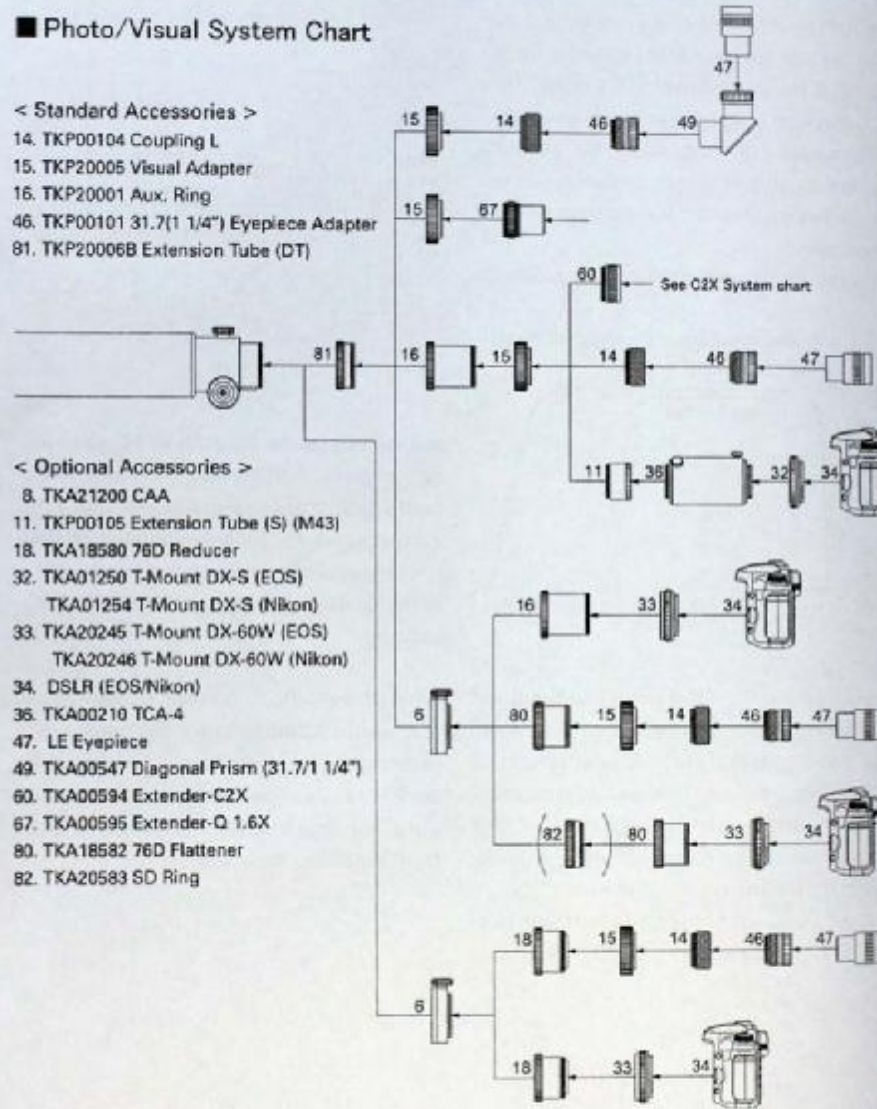 ■ Photo/Visual System Chart
< Standard Accessories >
14. TKP00104 Coupling L
15. TKP20005 Visual Adapter
16. TKP20001 Aux. Ring
46. TKP00101 31.7(1 1/4") Eyepiece Adapter
81. TKP20006B Extension Tube (DT)
47
15 14 46 49
15 67
60 See C2X System chart
81 16 15 14 46 47
11 36 32 34
< Optional Accessories >
8. TKA21200 CAA
11. TKP00105 Extension Tube (S) (M43)
18. TKA18580 76D Reducer
32. TKA01250 T-Mount DX-S (EOS)
TKA01254 T-Mount DX-S (Nikon)
33. TKA20245 T-Mount DX-60W (EOS)
TKA20246 T-Mount DX-60W (Nikon)
34. DSLR (EOS/Nikon)
36. TKA00210 TCA-4
47. LE Eyepiece
49. TKA00547 Diagonal Prism (31.7/1 1/4")
60. TKA00594 Extender-C2X
67. TKA00595 Extender-Q 1.6X
80. TKA18582 76D Flattener
82. TKA20583 SD Ring
16 33 34
6 80 15 14 46 47
82 80 33 34
18 15 14 46 47
6
18 33 34